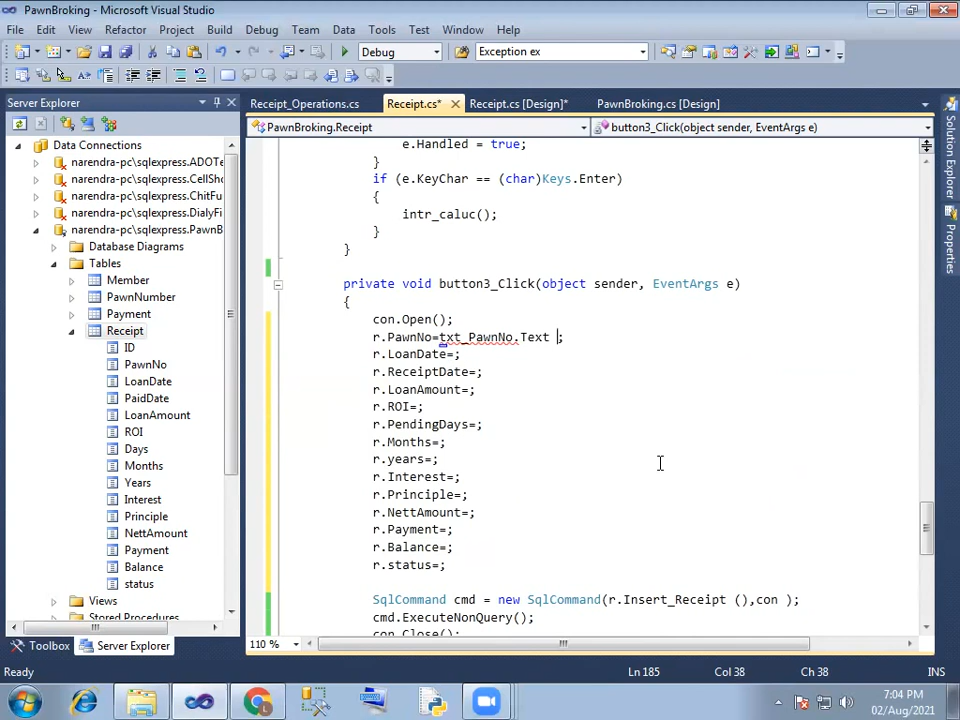 PawnBroking - Microsoft Visual Studio
File Edit View Refactor Project Build Debug Team Data Tools Test Window Help
Debug Exception ex
Server Explorer
Receipt_Operations.cs Receipt.cs* Receipt.cs [Design]* PawnBroking.cs [Design]
PawnBroking.Receipt button3_Click(object sender, EventArgs e)
Data Connections
narendra-pc\sqlexpress.ADOTe
narendra-pc\sqlexpress.CellSho
narendra-pc\sqlexpress.ChitFu
narendra-pc\sqlexpress.DialyFi
narendra-pc\sqlexpress.PawnB
Database Diagrams
Tables
Member
PawnNumber
Payment
Receipt
ID
PawnNo
LoanDate
PaidDate
LoanAmount
ROI
Days
Months
Years
Interest
Principle
NettAmount
Payment
Balance
status
Views
Stored Procedures
Toolbox Server Explorer
e.Handled = true;
}
if (e.KeyChar == (char)Keys.Enter)
{
intr_caluc();
}
}
private void button3_Click(object sender, EventArgs e)
{
con.Open();
r.PawnNo=txt_PawnNo.Text ;
r.LoanDate=;
r.ReceiptDate=;
r.LoanAmount=;
r.ROI=;
r.PendingDays=;
r.Months=;
r.years=;
r.Interest=;
r.Principle=;
r.NettAmount=;
r.Payment=;
r.Balance=;
r.status=;
SqlCommand cmd = new SqlCommand(r.Insert_Receipt (),con );
cmd.ExecuteNonQuery();
con.Close();
110 %
Solution Explorer
Properties
Ready Ln 185 Col 38 Ch 38 INS
7:04 PM
02/Aug/2021